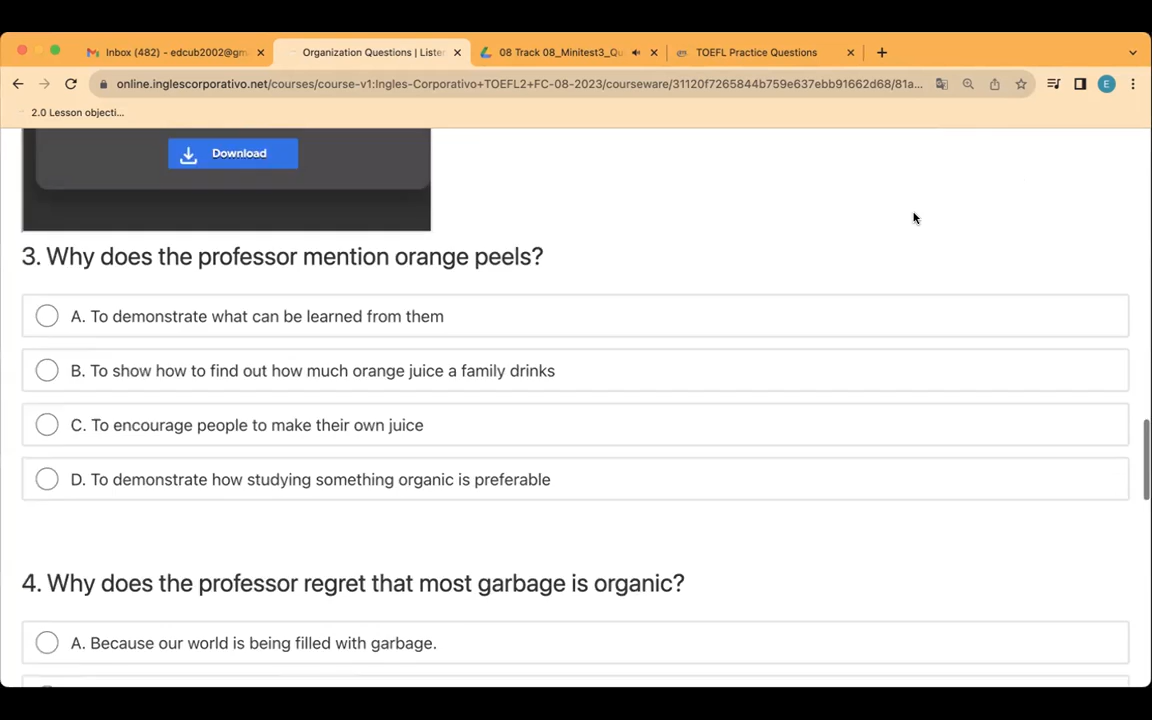 Inbox (482) - edcub2002@gm
Organization Questions | Liste
08 Track 08_Minitest3_Qu
TOEFL Practice Questions
online.inglescorporativo.net/courses/course-v1:Ingles-Corporativo+TOEFL2+FC-08-2023/courseware/31120f7265844b759e637ebb91662d68/81a...
E
2.0 Lesson objecti...
Download
3. Why does the professor mention orange peels?
A. To demonstrate what can be learned from them
B. To show how to find out how much orange juice a family drinks
C. To encourage people to make their own juice
D. To demonstrate how studying something organic is preferable
4. Why does the professor regret that most garbage is organic?
A. Because our world is being filled with garbage.